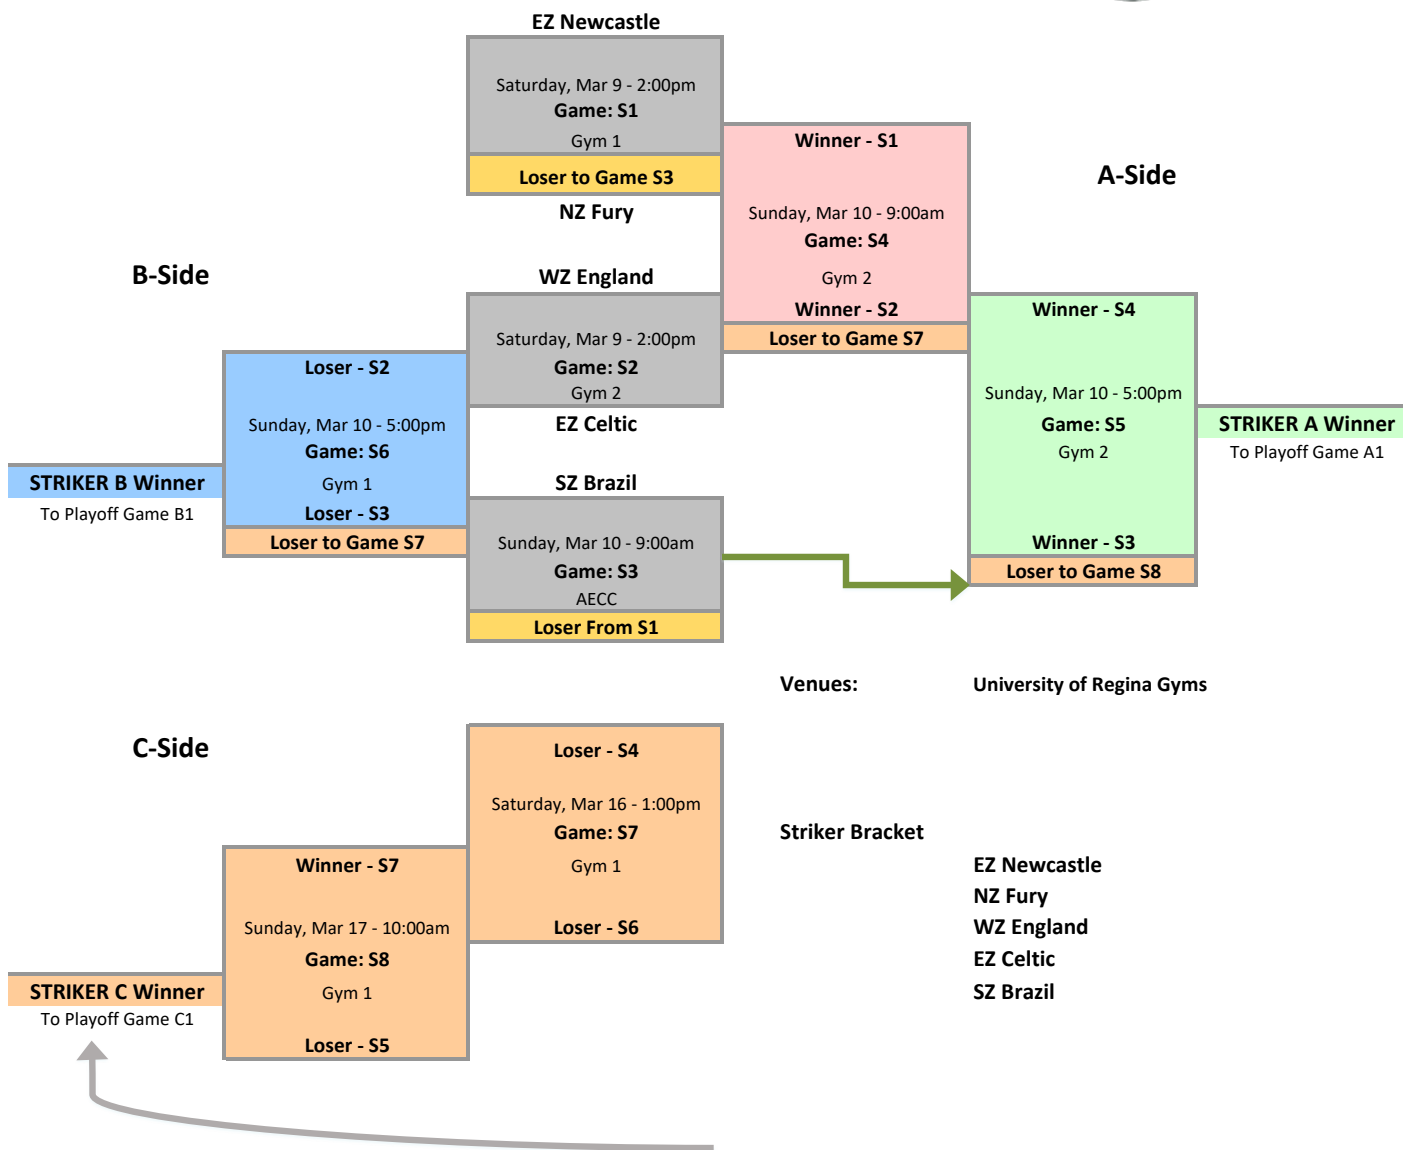 EZ Newcastle
Saturday, Mar 9 - 2:00pm
Game: S1
Gym 1
Loser to Game S3
NZ Fury
Winner - S1
Sunday, Mar 10 - 9:00am
Game: S4
Gym 2
Winner - S2
Loser to Game S7
A-Side
B-Side
WZ England
Saturday, Mar 9 - 2:00pm
Game: S2
Gym 2
EZ Celtic
Winner - S4
Sunday, Mar 10 - 5:00pm
Game: S5
Gym 2
Winner - S3
Loser to Game S8
STRIKER A Winner
To Playoff Game A1
Loser - S2
Sunday, Mar 10 - 5:00pm
Game: S6
Gym 1
Loser - S3
Loser to Game S7
STRIKER B Winner
To Playoff Game B1
SZ Brazil
Sunday, Mar 10 - 9:00am
Game: S3
AECC
Loser From S1
Venues: University of Regina Gyms
C-Side
Loser - S4
Saturday, Mar 16 - 1:00pm
Game: S7
Gym 1
Loser - S6
Winner - S7
Sunday, Mar 17 - 10:00am
Game: S8
Gym 1
Loser - S5
STRIKER C Winner
To Playoff Game C1
Striker Bracket
EZ Newcastle
NZ Fury
WZ England
EZ Celtic
SZ Brazil